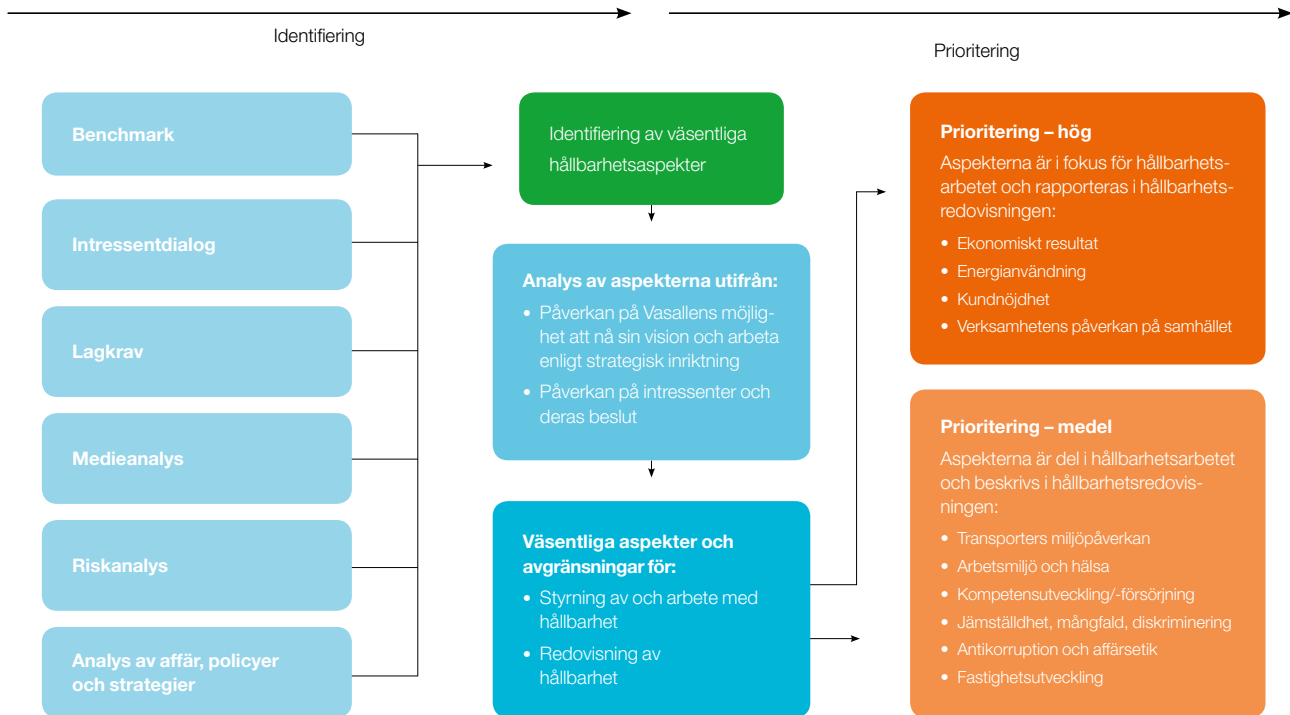 Identifiering
Prioritering
Benchmark
Intressentdialog
Lagkrav
Medieanalys
Riskanalys
Analys av affär, policyer
och strategier
Identifiering av väsentliga
hållbarhetsaspekter
Analys av aspekterna utifrån:
• Påverkan på Vasallens möjlig-
het att nå sin vision och arbeta
enligt strategisk inriktning
• Påverkan på intressenter och
deras beslut
Väsentliga aspekter och
avgränsningar för:
• Styrning av och arbete med
hållbarhet
• Redovisning av
hållbarhet
Prioritering – hög
Aspekterna är i fokus för hållbarhets-
arbetet och rapporteras i hållbarhets-
redovisningen:
• Ekonomiskt resultat
• Energianvändning
• Kundnöjdhet
• Verksamhetens påverkan på samhället
Prioritering – medel
Aspekterna är del i hållbarhetsarbetet
och beskrivs i hållbarhetsredovis-
ningen:
• Transporters miljöpåverkan
• Arbetsmiljö och hälsa
• Kompetensutveckling/-försörjning
• Jämställdhet, mångfald, diskriminering
• Antikorruption och affärsetik
• Fastighetsutveckling